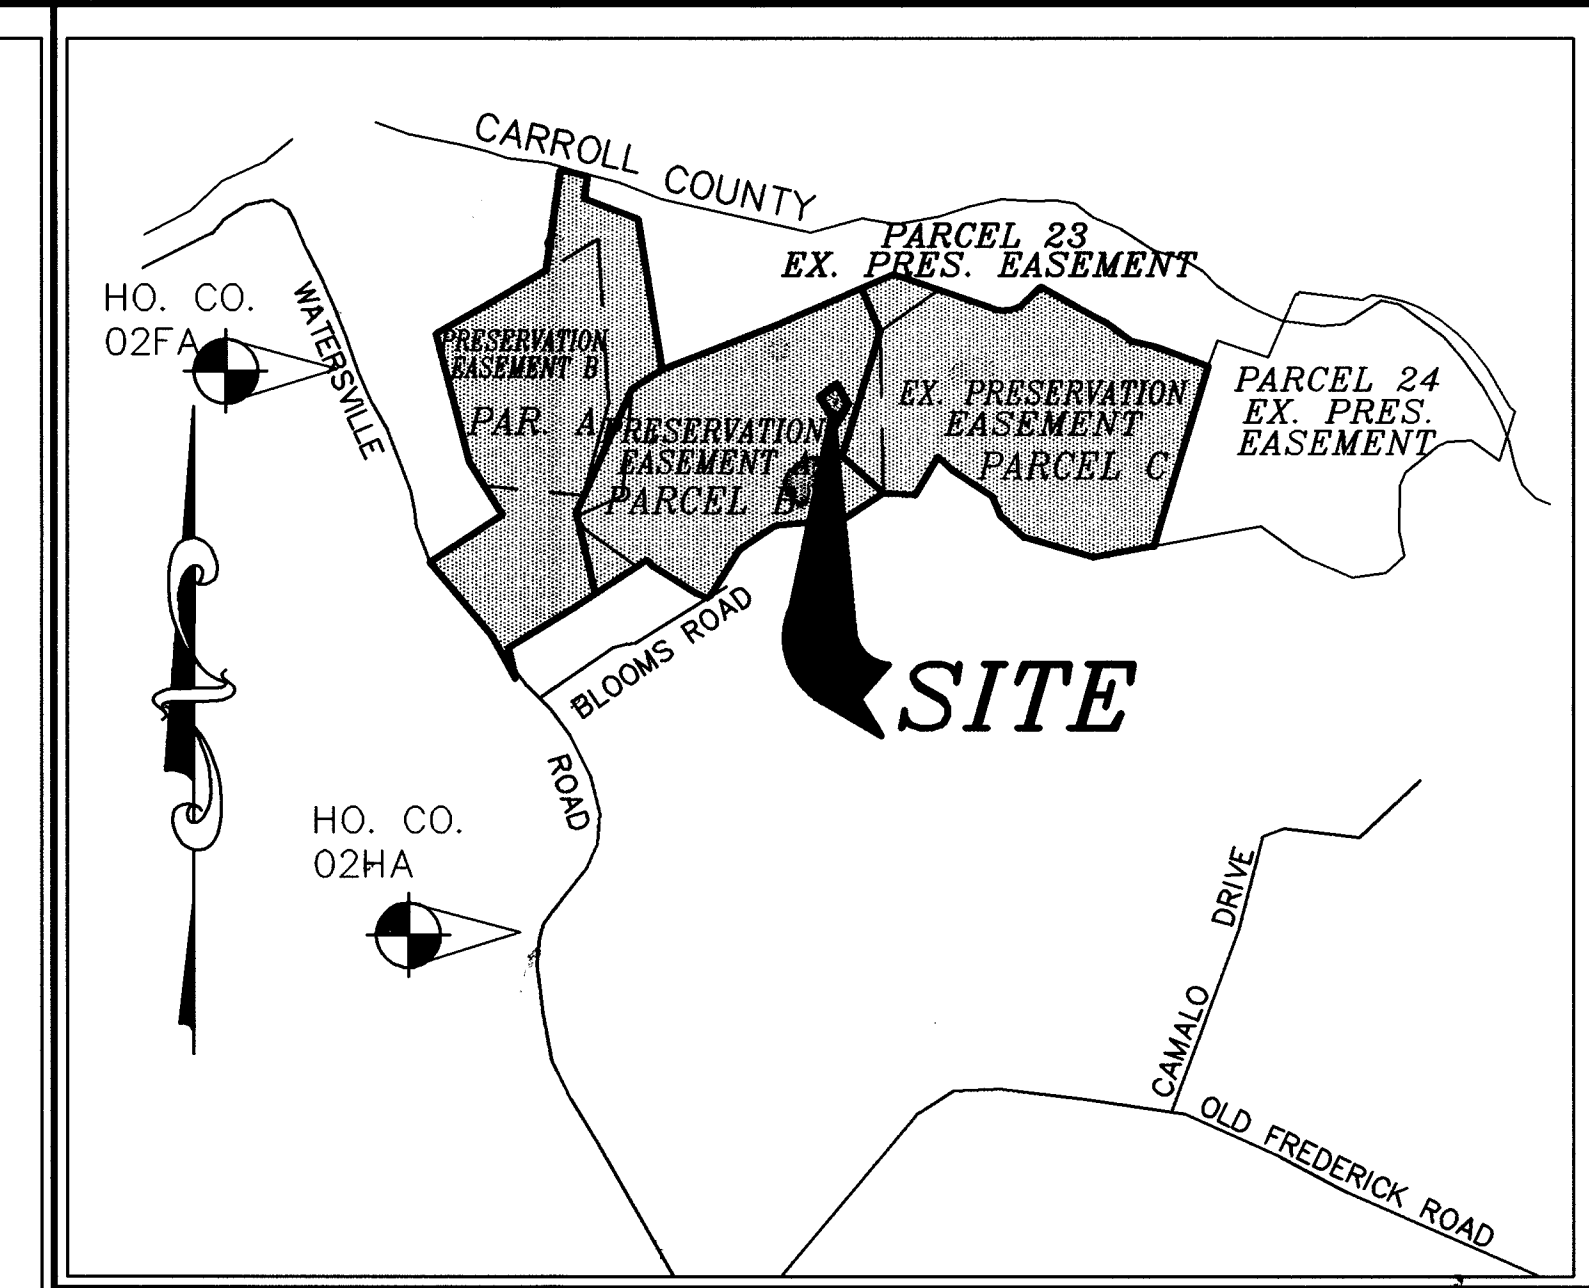 CARROLL COUNTY
PARCEL 23
EX. PRES. EASEMENT
HO. CO.
02FA
WATERSVILLE
PRESERVATION
EASEMENT B
PAR. A
PRESERVATION
EASEMENT A
PARCEL B
EX. PRESERVATION
EASEMENT
PARCEL C
PARCEL 24
EX. PRES.
EASEMENT
BLOOMS ROAD
SITE
ROAD
HO. CO.
02HA
CAMALO DRIVE
OLD FREDERICK ROAD